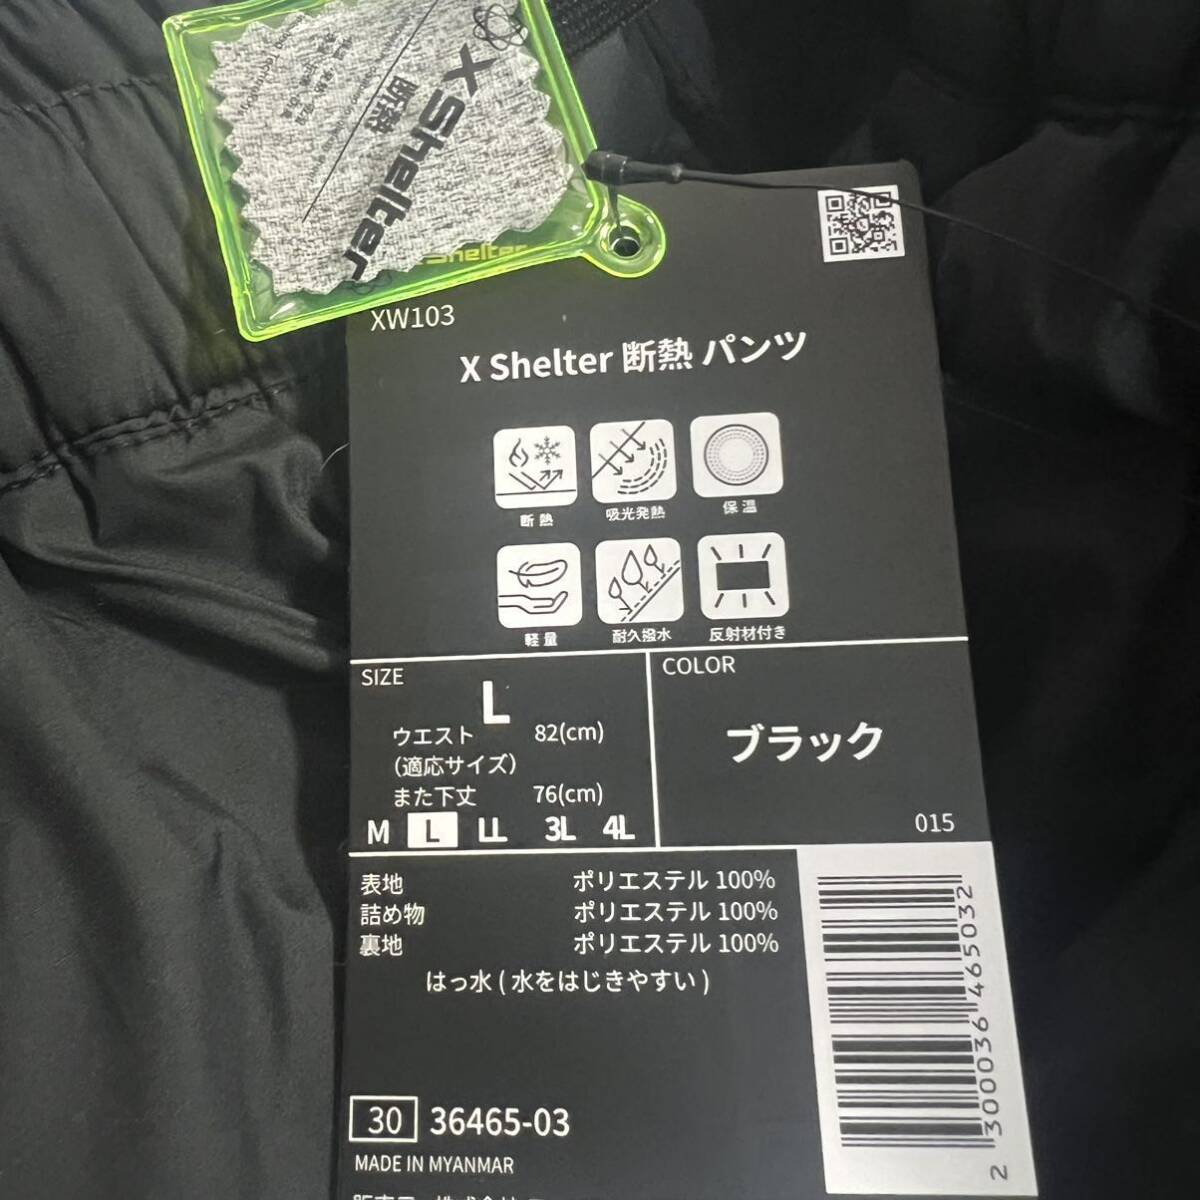 X Shelter
断熱
Shelter
XW103
X Shelter 断熱 パンツ
断熱
吸光発熱
保温
軽量
耐久撥水
反射材付き
SIZE
L
ウエスト 82(cm)
(適応サイズ)
また下丈 76(cm)
M L LL 3L 4L
COLOR
ブラック
015
表地 ポリエステル 100%
詰め物 ポリエステル 100%
裏地 ポリエステル 100%
はっ水 ( 水をはじきやすい )
2 300036 465032
30 36465-03
MADE IN MYANMAR